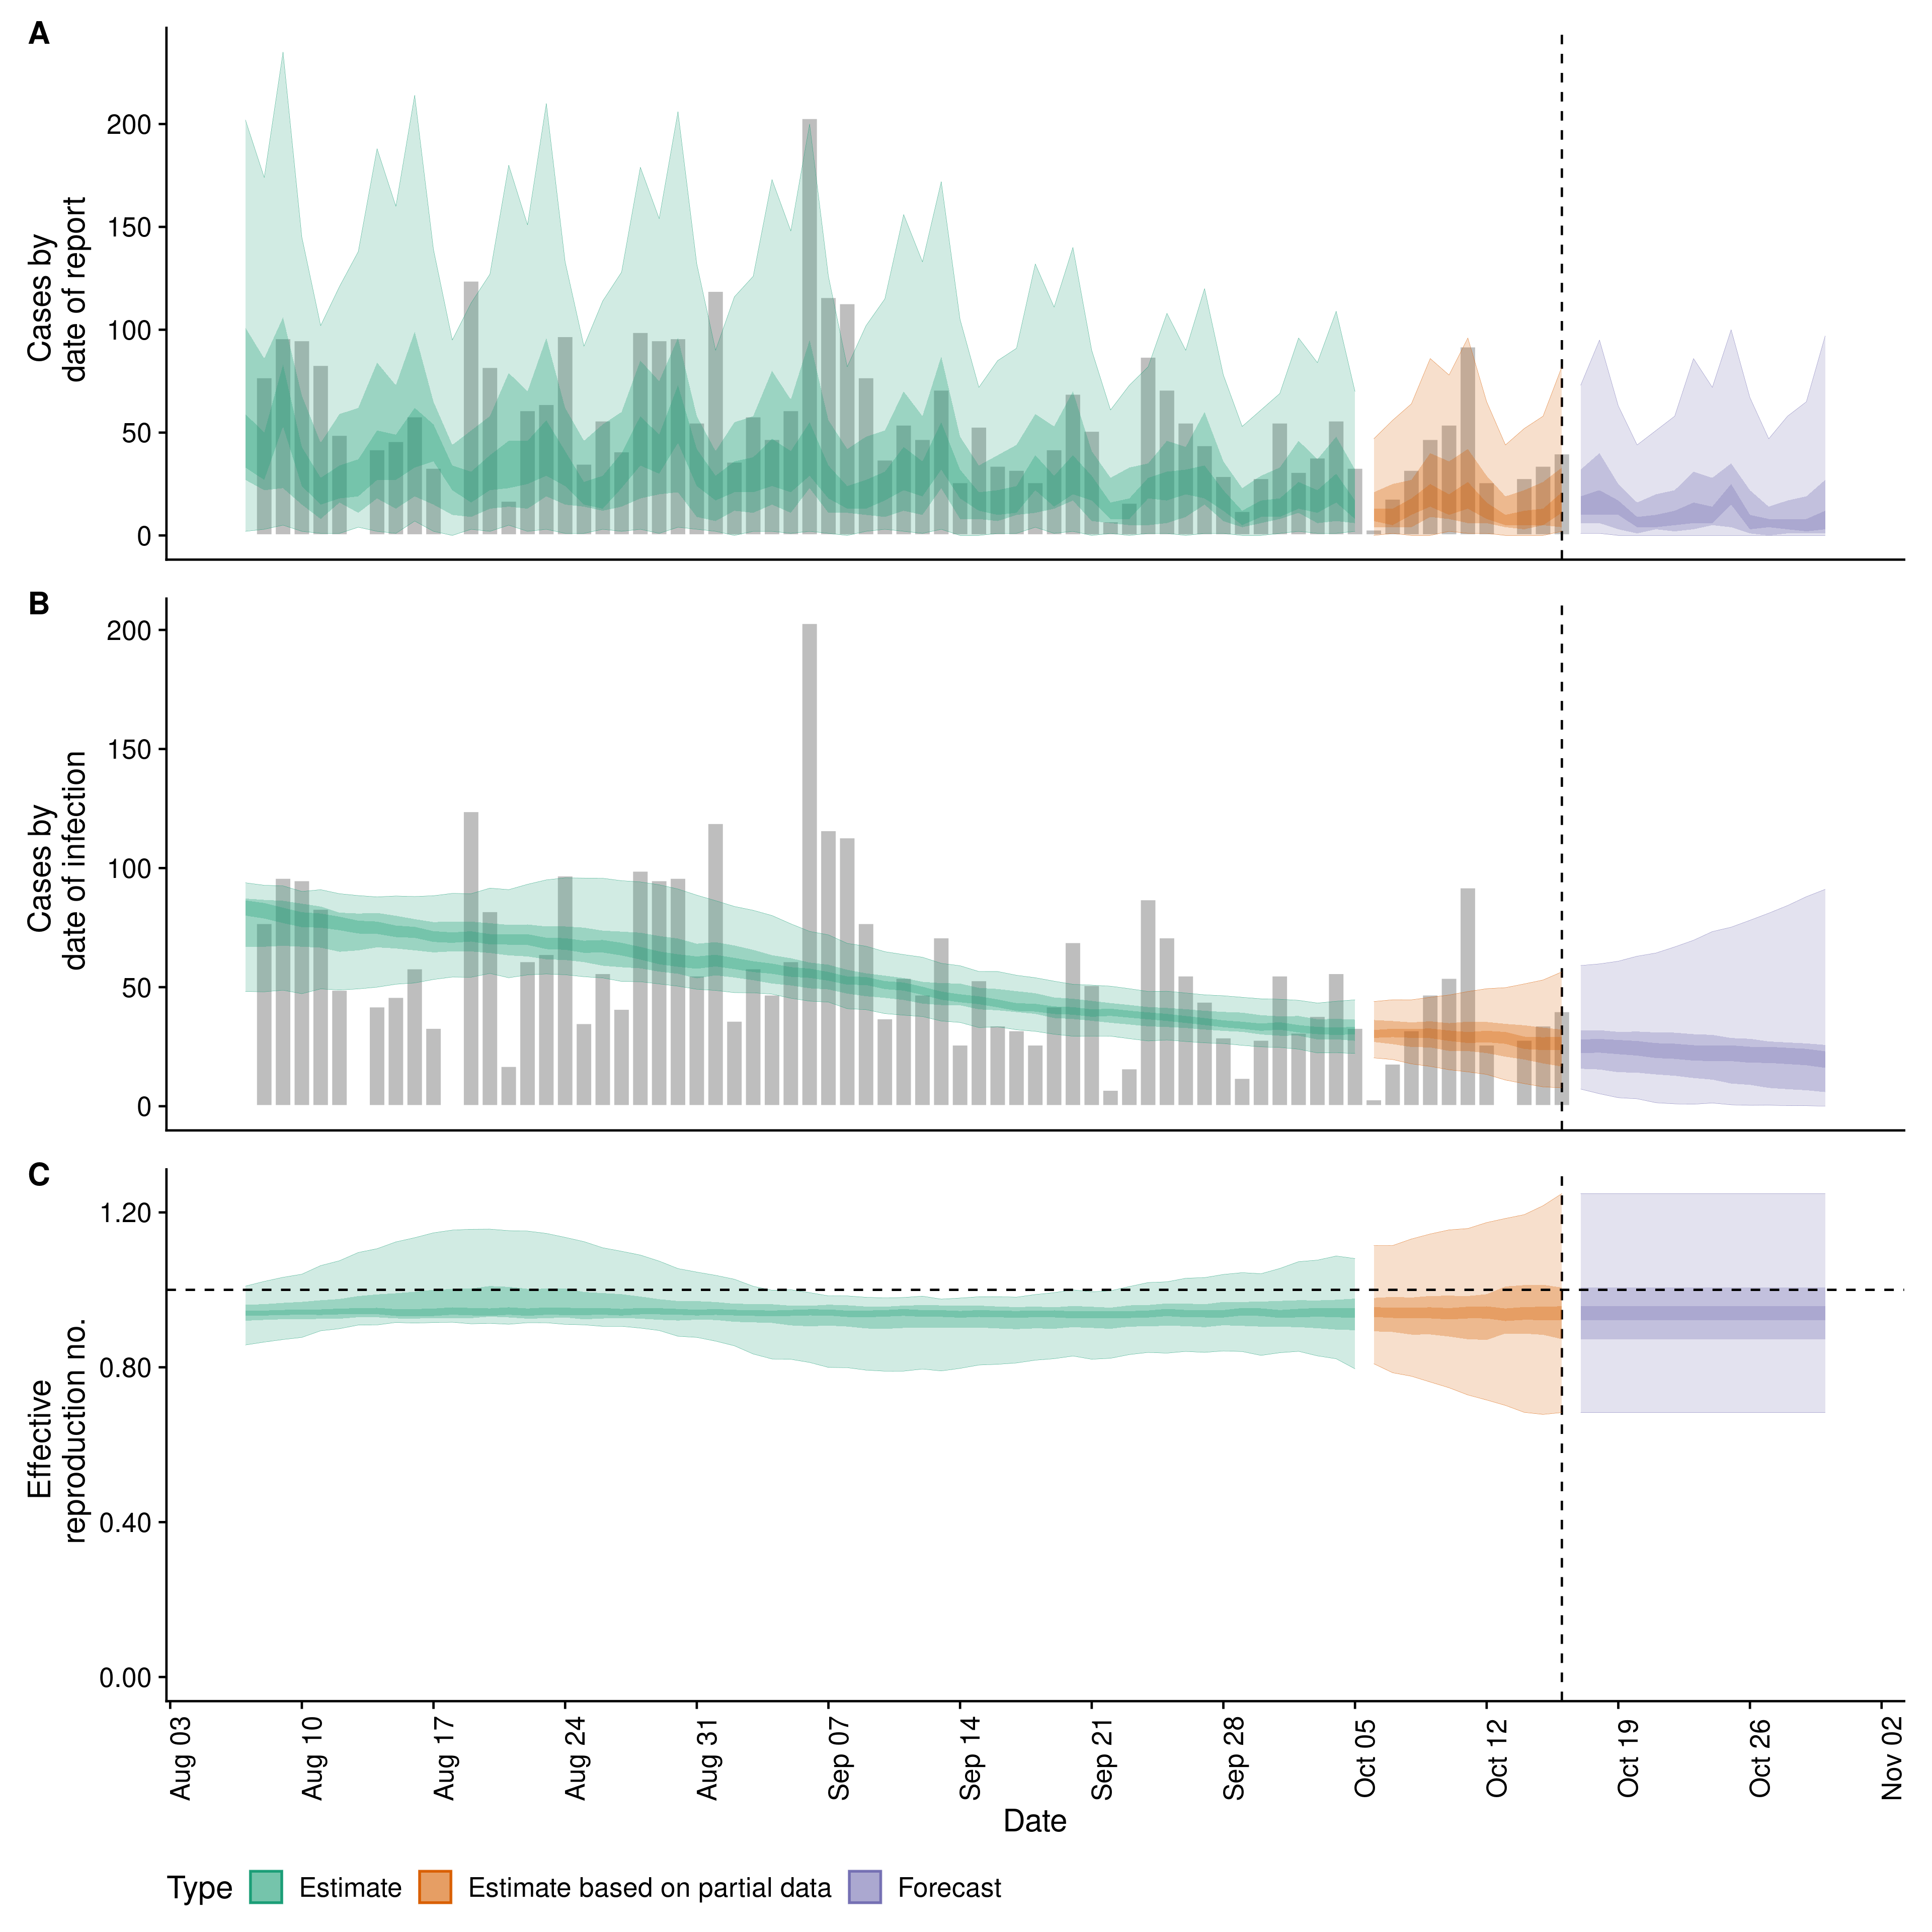 A
Cases by
date of report
200
150
100
50
0
B
Cases by
date of infection
200
150
100
50
0
C
Effective
reproduction no.
1.20
0.80
0.40
0.00
Aug 03
Aug 10
Aug 17
Aug 24
Aug 31
Sep 07
Sep 14
Sep 21
Sep 28
Oct 05
Oct 12
Oct 19
Oct 26
Nov 02
Date
Type Estimate Estimate based on partial data Forecast